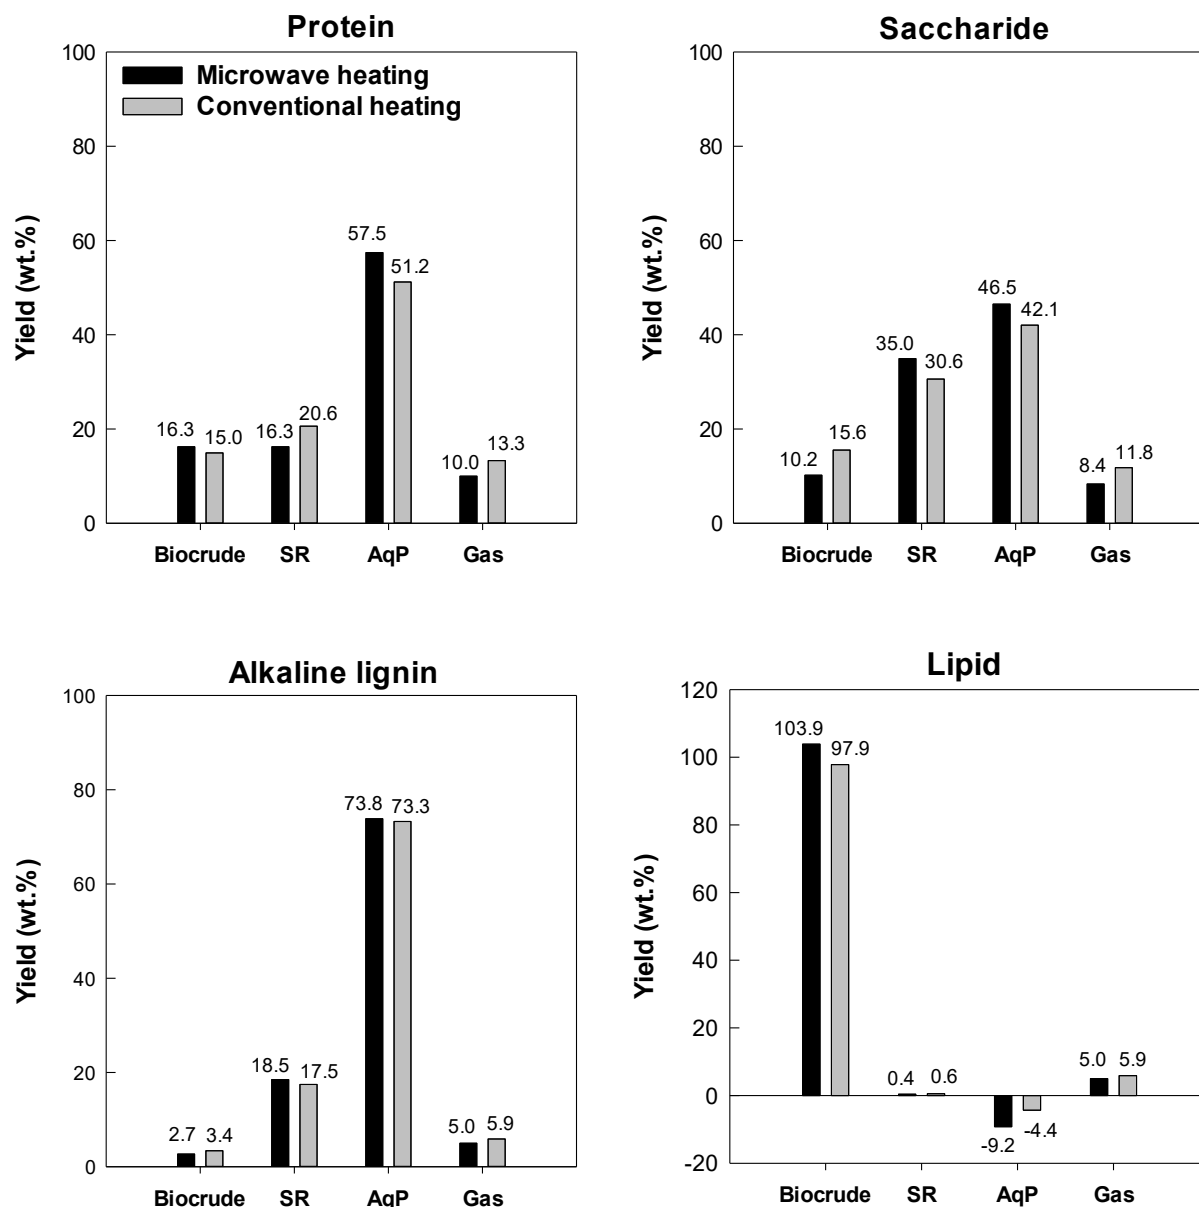 Protein
Microwave heating
Conventional heating
Yield (wt.%)
100
80
60
40
20
0
16.3
15.0
16.3
20.6
57.5
51.2
10.0
13.3
Biocrude
SR
AqP
Gas
Saccharide
Yield (wt.%)
100
80
60
40
20
0
10.2
15.6
35.0
30.6
46.5
42.1
8.4
11.8
Biocrude
SR
AqP
Gas
Alkaline lignin
Yield (wt.%)
100
80
60
40
20
0
2.7
3.4
18.5
17.5
73.8
73.3
5.0
5.9
Biocrude
SR
AqP
Gas
Lipid
Yield (wt.%)
120
100
80
60
40
20
0
-20
103.9
97.9
0.4
0.6
-9.2
-4.4
5.0
5.9
Biocrude
SR
AqP
Gas